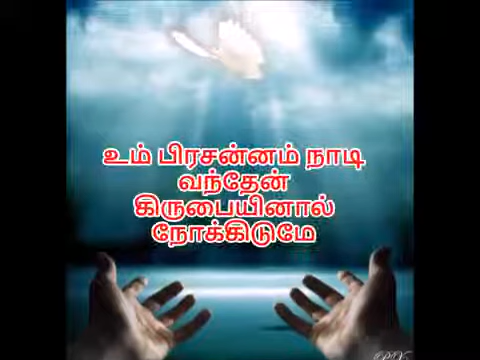 உம் பிரசன்னம் நாடி
வந்தேன்
கிருபையினால்
நோக்கிடுமே